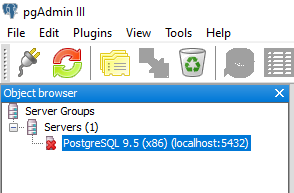 pgAdmin III
File Edit Plugins View Tools Help
Object browser
Server Groups
Servers (1)
PostgreSQL 9.5 (x86) (localhost:5432)